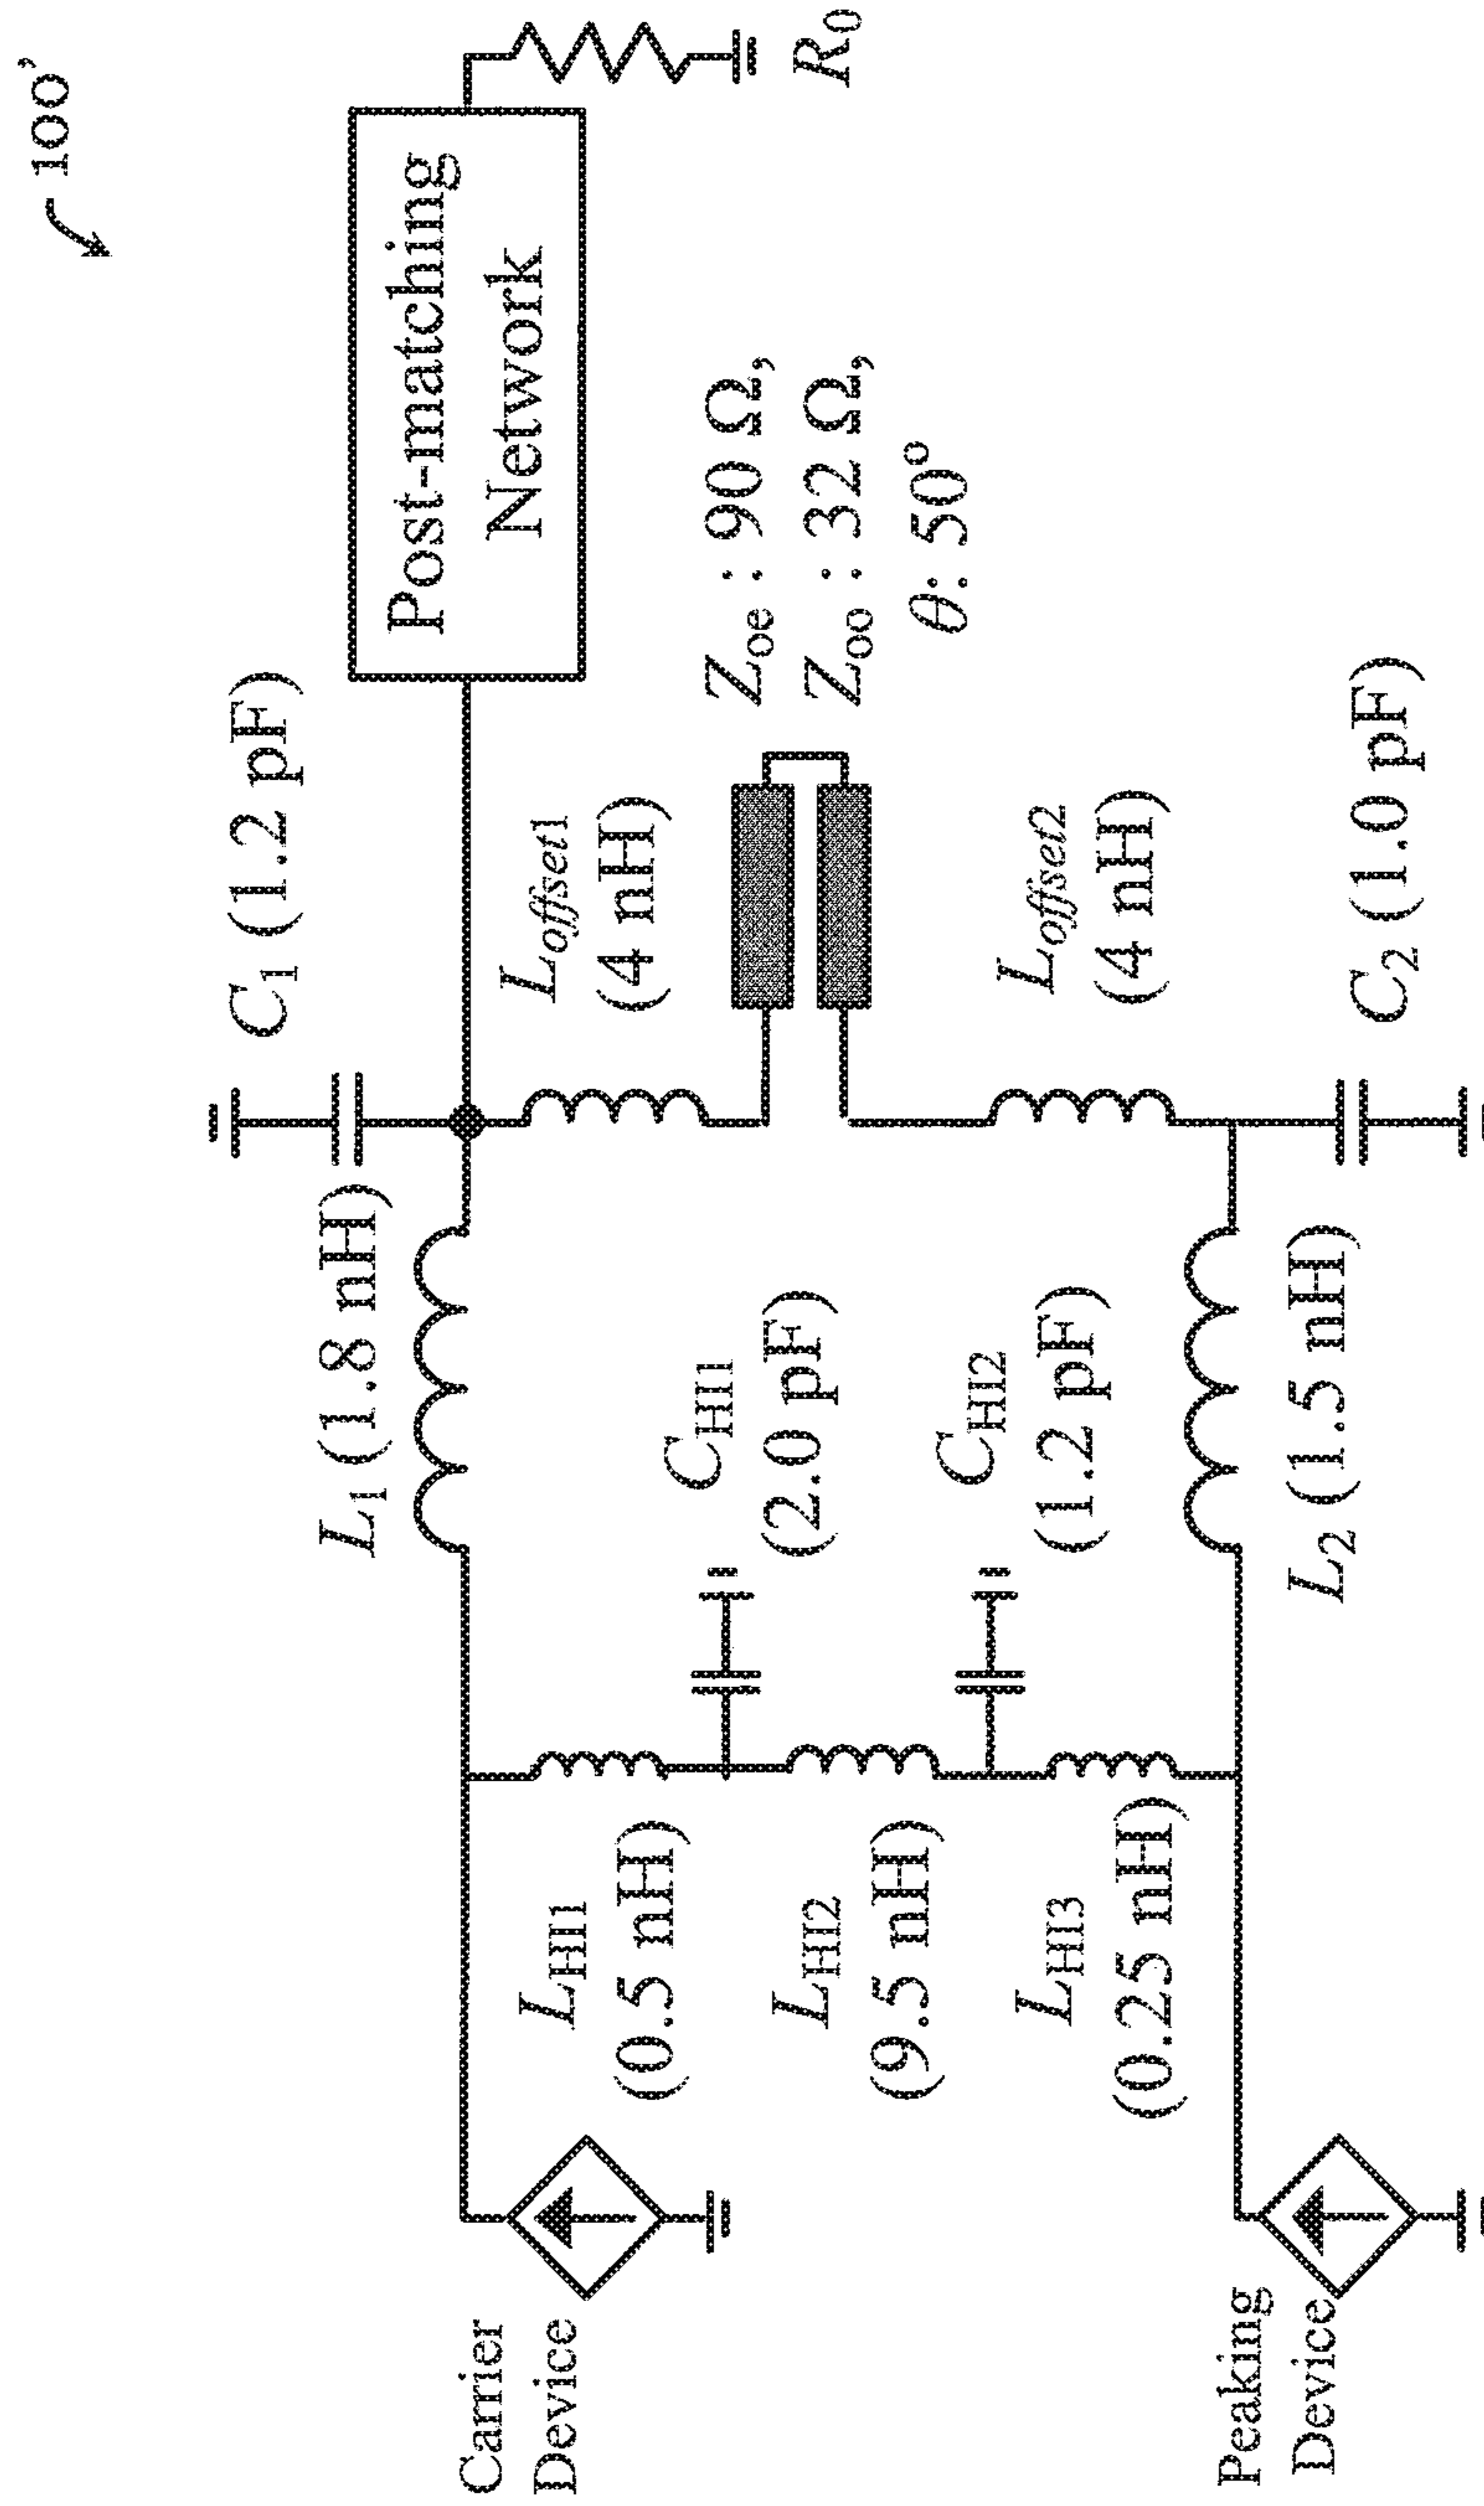 100'
Carrier
Device
L1 (1.8 nH)
C1 (1.2 pF)
Post-matching
Network
R0
LHI1
(0.5 nH)
CHI1
(2.0 pF)
Loffset1
(4 nH)
Zoe : 90 Ω,
Zoo : 32 Ω,
θ: 50°
LHI2
(9.5 nH)
CHI2
(1.2 pF)
LHI3
(0.25 nH)
Loffset2
(4 nH)
Peaking
Device
L2 (1.5 nH)
C2 (1.0 pF)